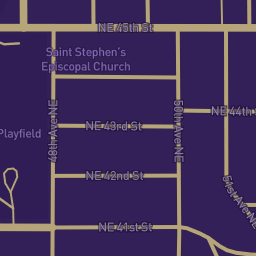 NE 45th St
Saint Stephen's
Episcopal Church
NE 44th
NE 43rd St
Playfield
48th Ave NE
50th Ave NE
NE 42nd St
51st Ave NE
NE 41st St